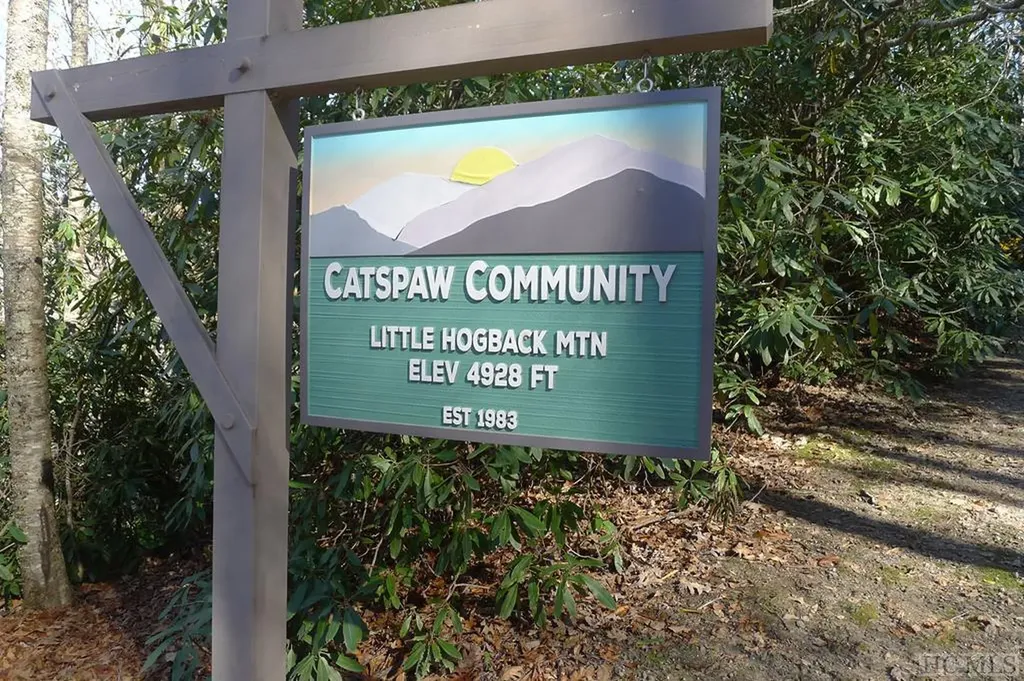 CATSPAW COMMUNITY
LITTLE HOGBACK MTN
ELEV 4928 FT
EST 1983
HCMLS